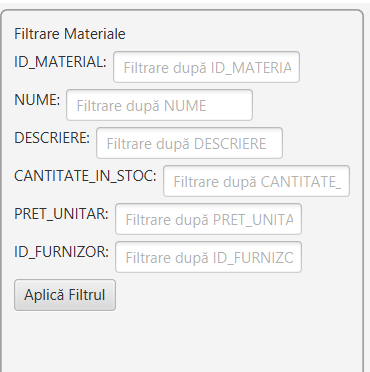 Filtrare Materiale
ID_MATERIAL: Filtrare după ID_MATERIA
NUME: Filtrare după NUME
DESCRIERE: Filtrare după DESCRIERE
CANTITATE_IN_STOC: Filtrare după CANTITATE_
PRET_UNITAR: Filtrare după PRET_UNITA
ID_FURNIZOR: Filtrare după ID_FURNIZO
Aplică Filtrul